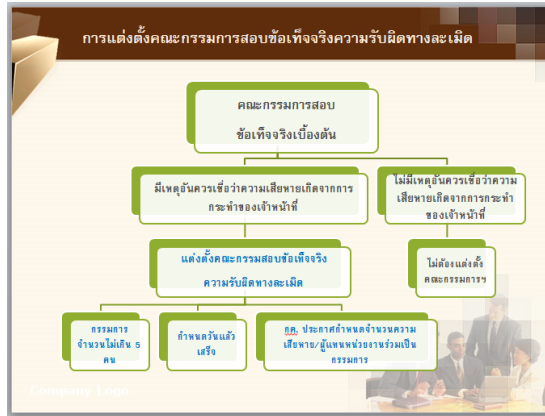 การแต่งตั้งคณะกรรมการสอบข้อเท็จจริงความรับผิดทางละเมิด
คณะกรรมการสอบ
ข้อเท็จจริงเบื้องต้น
มีเหตุอันควรเชื่อว่าความเสียหายเกิดจากการ
กระทำของเจ้าหน้าที่
ไม่มีเหตุอันควรเชื่อว่าความ
เสียหายเกิดจากการกระทำ
ของเจ้าหน้าที่
แต่งตั้งคณะกรรมสอบข้อเท็จจริง
ความรับผิดทางละเมิด
ไม่ต้องแต่งตั้ง
คณะกรรมการฯ
กรรมการ
จำนวนไม่เกิน 5
คน
กำหนดวันแล้ว
เสร็จ
กค. ประกาศกำหนดจำนวนความ
เสียหาย/ผู้แทนหน่วยงานร่วมเป็น
กรรมการ
Company Logo